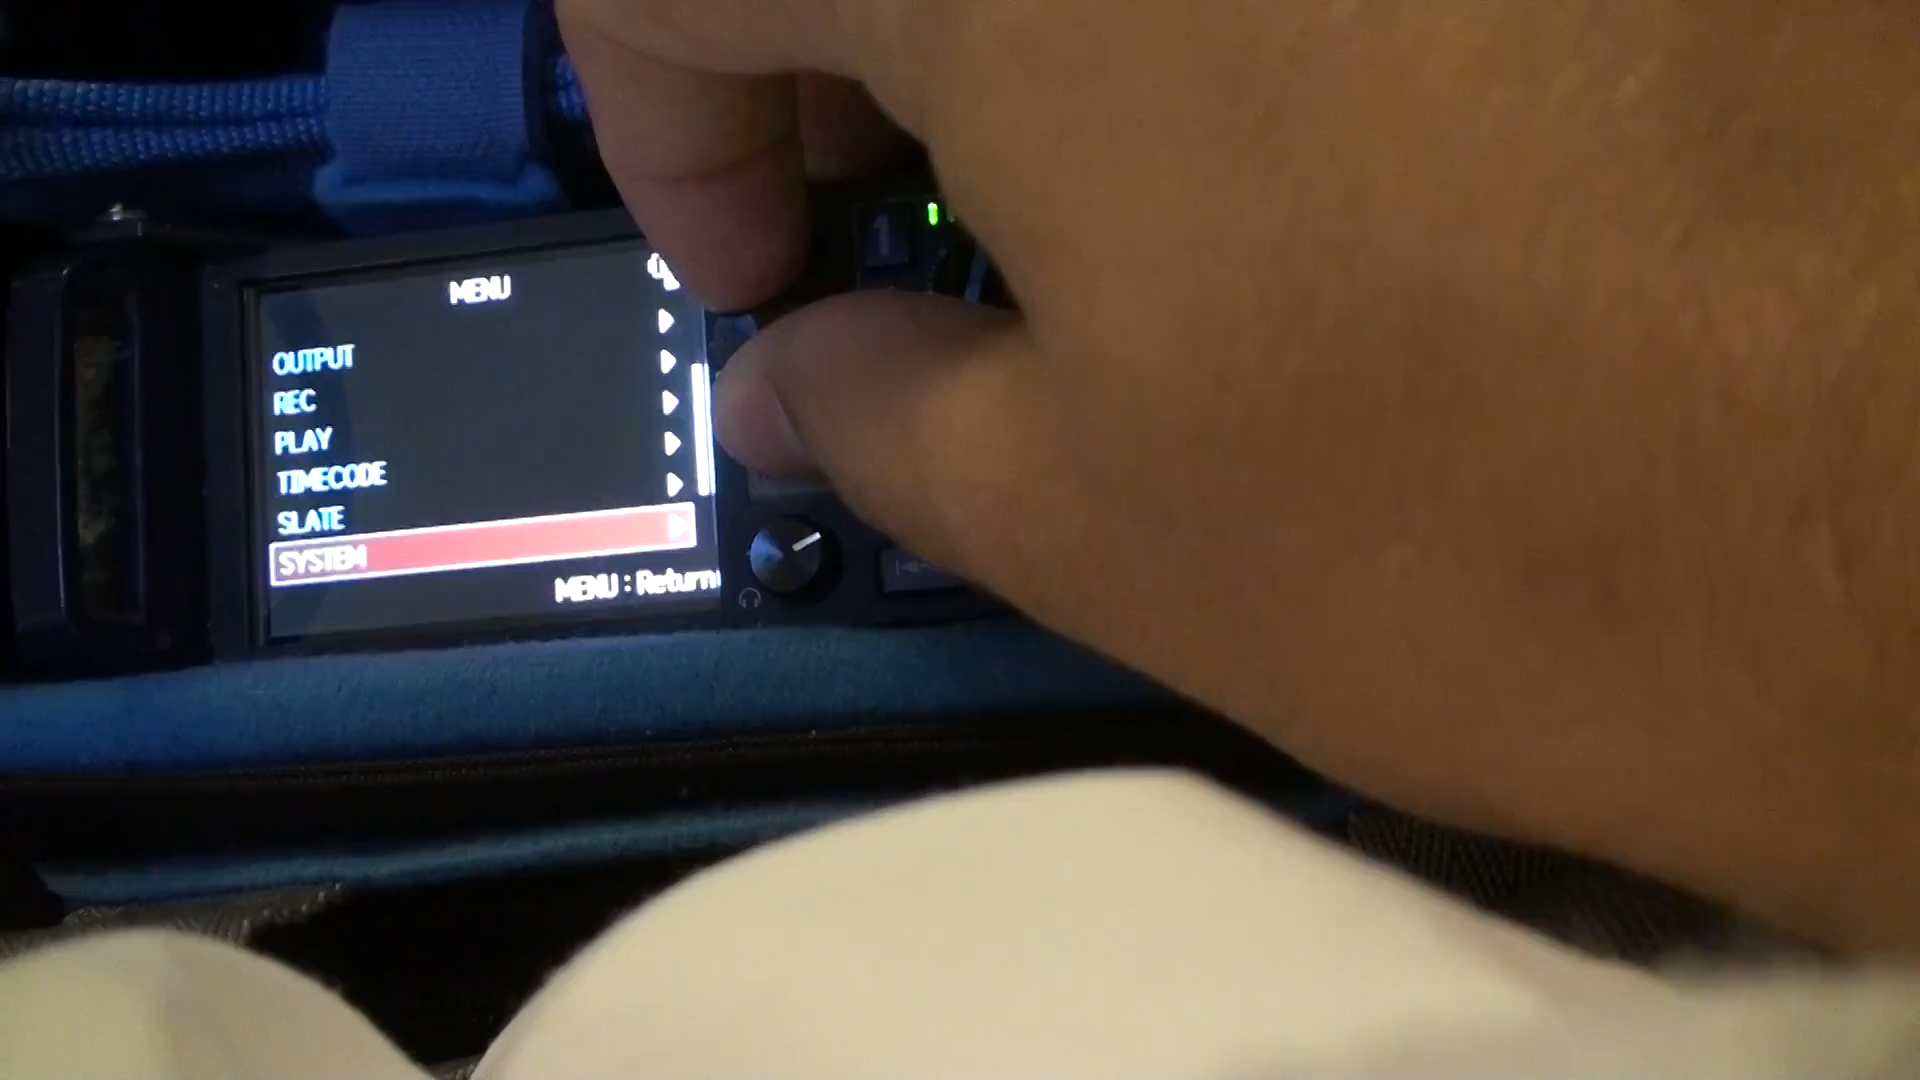 1
MENU
OUTPUT
REC
PLAY
TIMECODE
SLATE
SYSTEM
MENU : Return